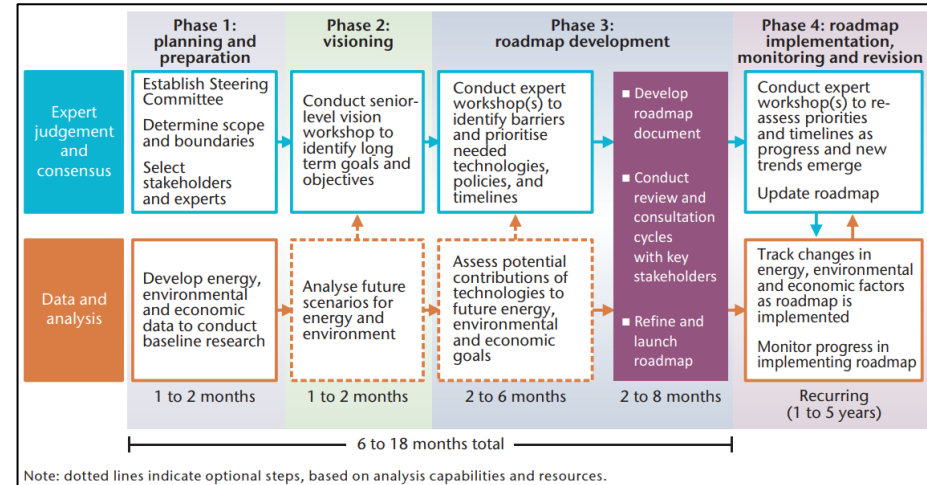 Phase 1:
planning and
preparation
Phase 2:
visioning
Phase 3:
roadmap development
Phase 4: roadmap
implementation,
monitoring and revision
Expert
judgement
and
consensus
Establish Steering
Committee
Determine scope
and boundaries
Select
stakeholders
and experts
Conduct senior-
level vision
workshop to
identify long
term goals and
objectives
Conduct expert
workshop(s) to
identify barriers
and prioritise
needed
technologies,
policies, and
timelines
■ Develop
roadmap
document
■ Conduct
review and
consultation
cycles
with key
stakeholders
■ Refine and
launch
roadmap
Conduct expert
workshop(s) to re-
assess priorities
and timelines as
progress and new
trends emerge
Update roadmap
Data and
analysis
Develop energy,
environmental
and economic
data to conduct
baseline research
Analyse future
scenarios for
energy and
environment
Assess potential
contributions of
technologies to
future energy,
environmental
and economic
goals
Track changes in
energy, environmental
and economic factors
as roadmap is
implemented
Monitor progress in
implementing roadmap
1 to 2 months
1 to 2 months
2 to 6 months
2 to 8 months
Recurring
(1 to 5 years)
6 to 18 months total
Note: dotted lines indicate optional steps, based on analysis capabilities and resources.